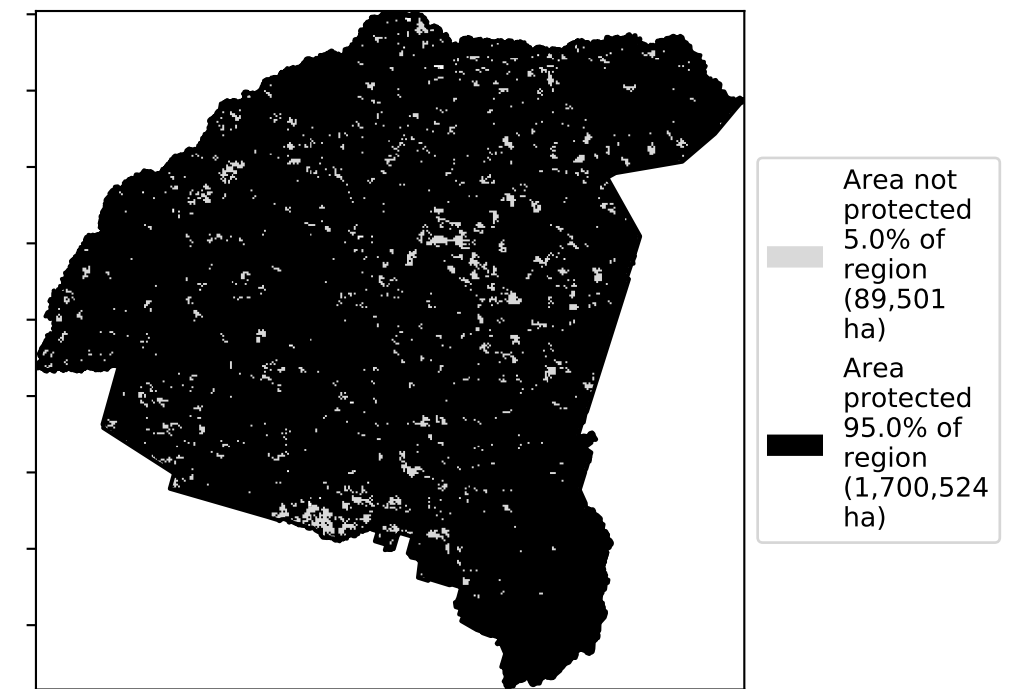 Area not
protected
5.0% of
region
(89,501
ha)
Area
protected
95.0% of
region
(1,700,524
ha)